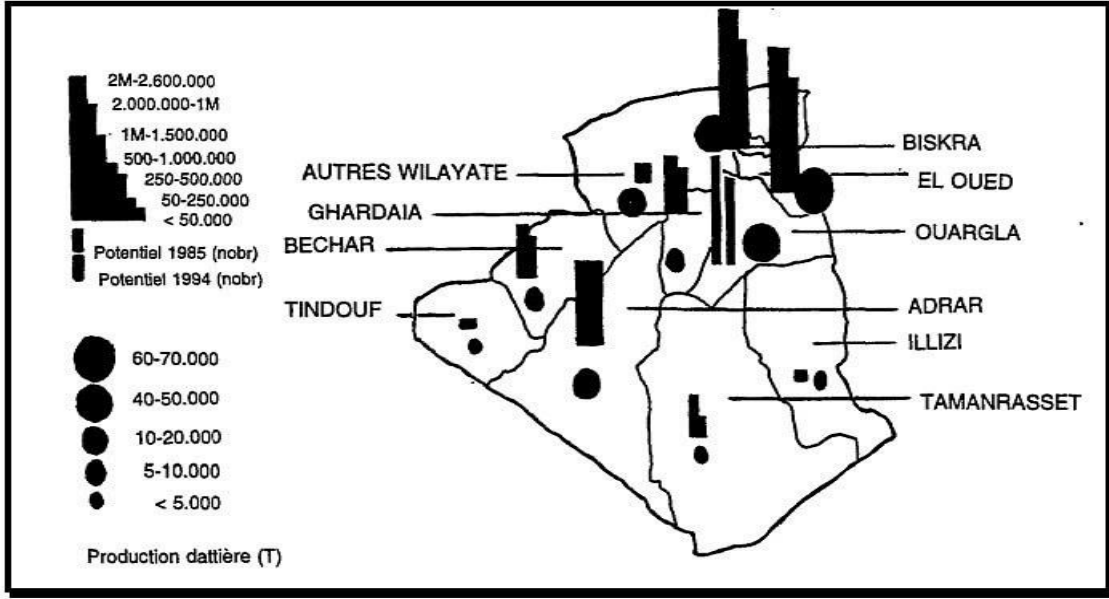 2M-2.600.000
2.000.000-1M
1M-1.500.000
500-1.000.000
250-500.000
50-250.000
< 50.000
Potentiel 1985 (nobr)
Potentiel 1994 (nobr)
60-70.000
40-50.000
10-20.000
5-10.000
< 5.000
Production dattière (T)
AUTRES WILAYATE
GHARDAIA
BECHAR
TINDOUF
BISKRA
EL OUED
OUARGLA
ADRAR
ILLIZI
TAMANRASSET